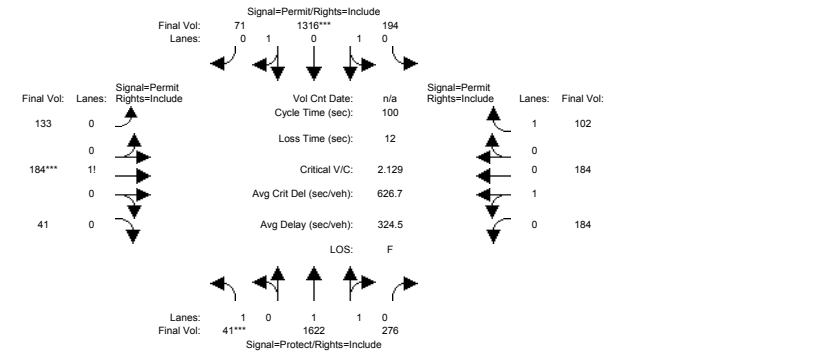 Signal=Permit/Rights=Include
Final Vol: 71 1316*** 194
Lanes: 0 1 0 1 0
Signal=Permit
Final Vol: Lanes: Rights=Include
Vol Cnt Date: n/a
Signal=Permit
Rights=Include Lanes: Final Vol:
Cycle Time (sec): 100
133 0
1 102
Loss Time (sec): 12
0
0
184*** 1!
Critical V/C: 2.129
0 184
0
Avg Crit Del (sec/veh): 626.7
1
41 0
Avg Delay (sec/veh): 324.5
0 184
LOS: F
Lanes: 1 0 1 1 0
Final Vol: 41*** 1622 276
Signal=Protect/Rights=Include